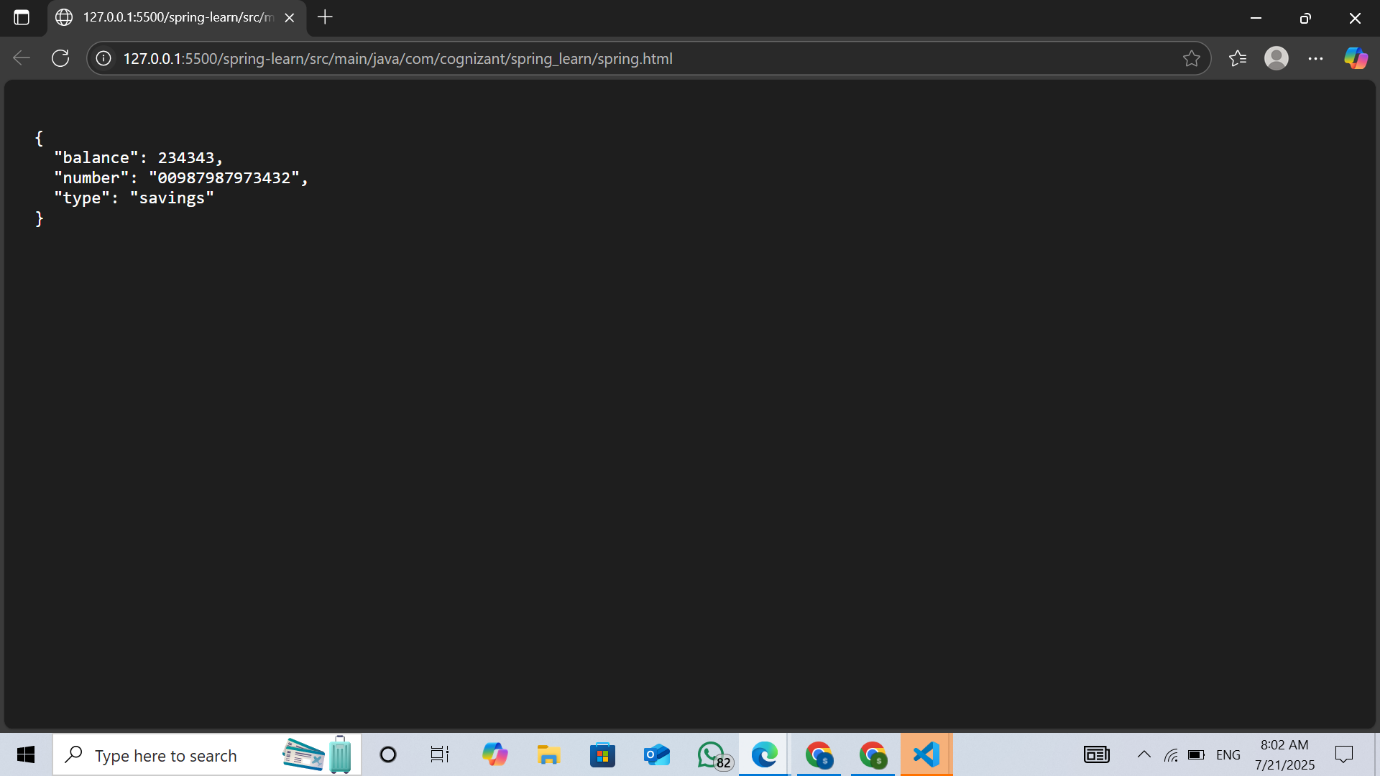 127.0.0.1:5500/spring-learn/src/m
127.0.0.1:5500/spring-learn/src/main/java/com/cognizant/spring_learn/spring.html
{
"balance": 234343,
"number": "00987987973432",
"type": "savings"
}
Type here to search
82
S
S
ENG
8:02 AM
7/21/2025